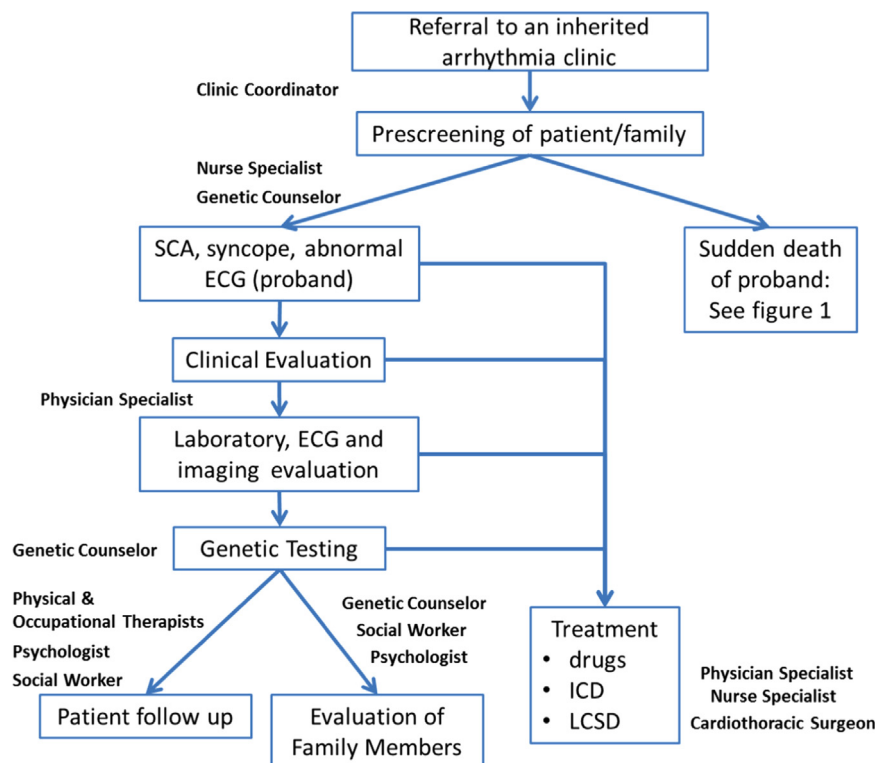 Referral to an inherited
arrhythmia clinic
Clinic Coordinator
Prescreening of patient/family
Nurse Specialist
Genetic Counselor
SCA, syncope, abnormal
ECG (proband)
Sudden death
of proband:
See figure 1
Clinical Evaluation
Physician Specialist
Laboratory, ECG and
imaging evaluation
Genetic Counselor
Genetic Testing
Physical &
Occupational Therapists
Psychologist
Social Worker
Genetic Counselor
Social Worker
Psychologist
Patient follow up
Evaluation of
Family Members
Treatment
• drugs
• ICD
• LCSD
Physician Specialist
Nurse Specialist
Cardiothoracic Surgeon